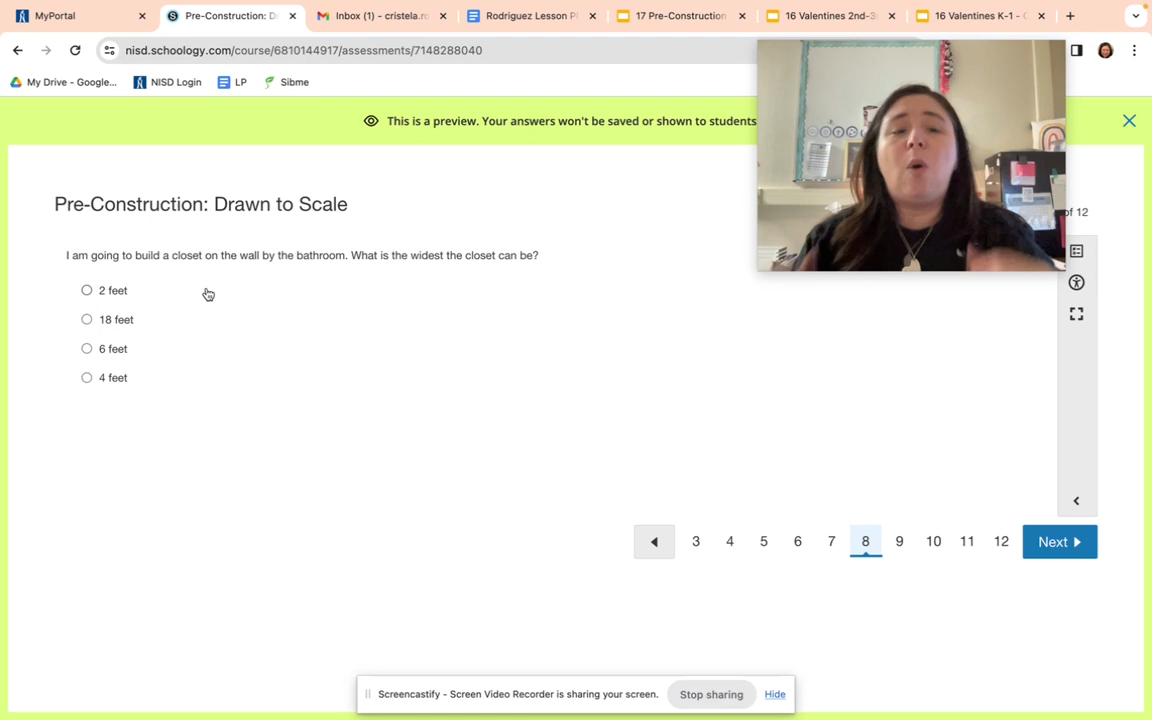 MyPortal
Pre-Construction: D
Inbox (1) - cristela.ro
Rodriguez Lesson Pl
17 Pre-Construction
16 Valentines 2nd-3
16 Valentines K-1 -
nisd.schoology.com/course/6810144917/assessments/7148288040
My Drive - Google...
NISD Login
LP
Sibme
This is a preview. Your answers won't be saved or shown to students
Pre-Construction: Drawn to Scale
of 12
I am going to build a closet on the wall by the bathroom. What is the widest the closet can be?
2 feet
18 feet
6 feet
4 feet
3 4 5 6 7 8 9 10 11 12 Next
Screencastify - Screen Video Recorder is sharing your screen. Stop sharing Hide